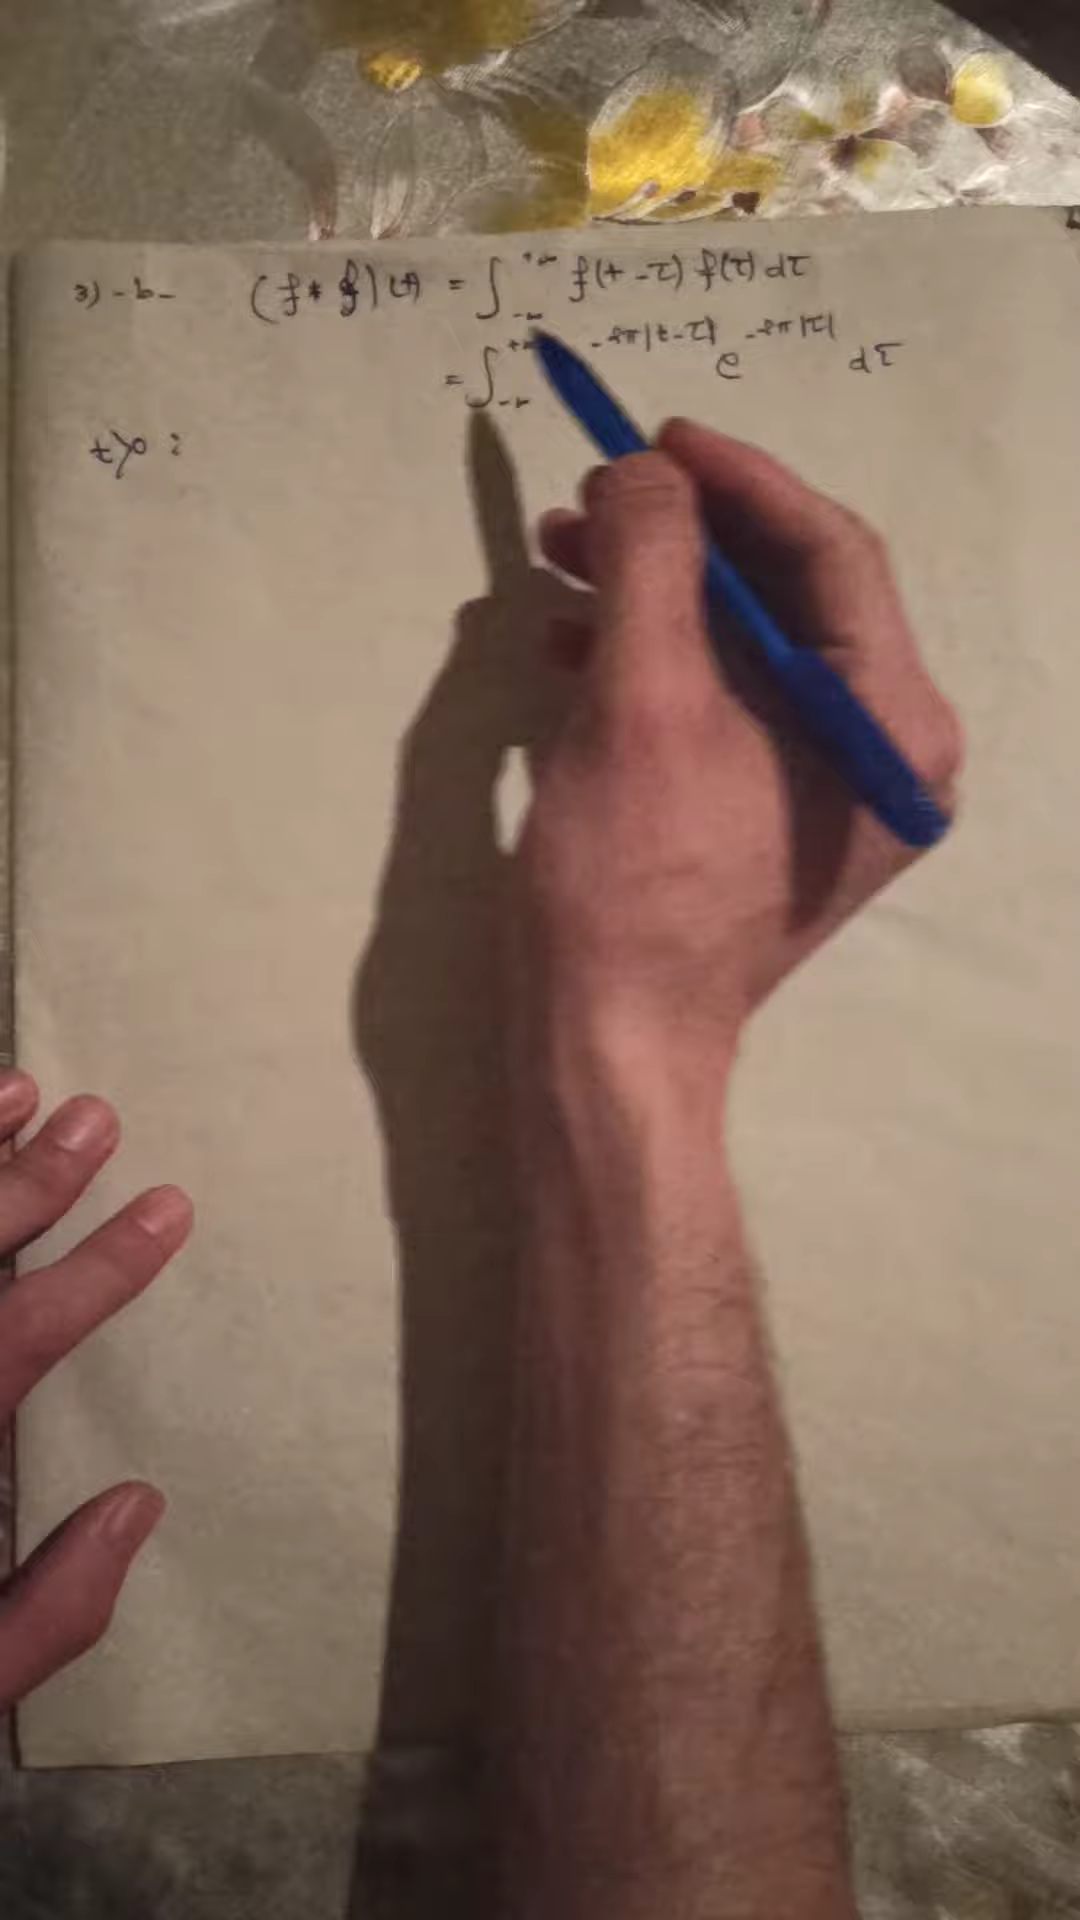 3) - b - (f * f)(t) = ∫_{-∞}^{+∞} f(t-τ) f(τ) dτ
= ∫_{-∞}^{+∞} e^{-2π|t-τ|} e^{-2π|τ|} dτ
t>0 :